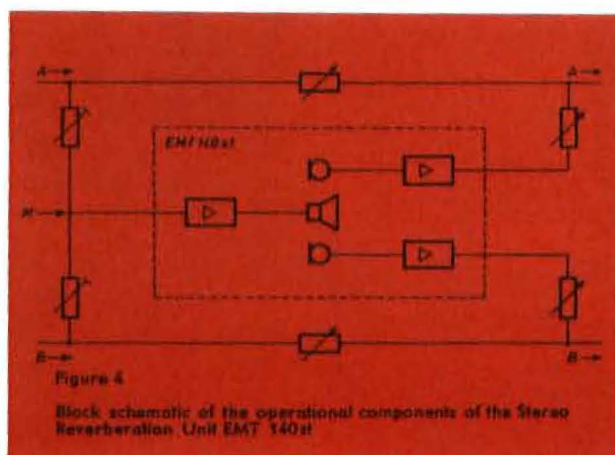 A
A
EMT 140st
M
B
B
Figure 4
Block schematic of the operational components of the Stereo
Reverberation Unit EMT 140st